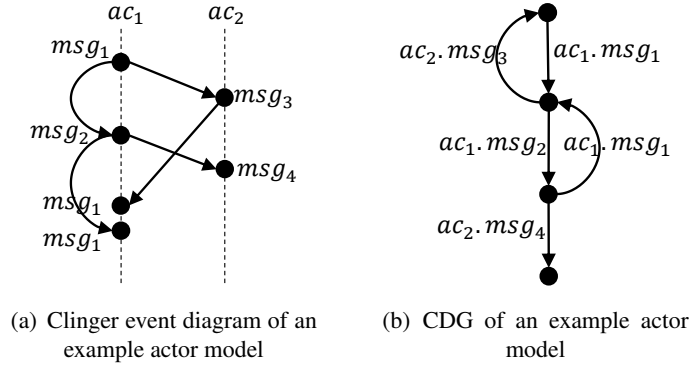 ac₁ ac₂
msg₁
msg₃
msg₂
msg₄
msg₁
msg₁
(a) Clinger event diagram of an
example actor model
ac₂.msg₃ ac₁.msg₁
ac₁.msg₂ ac₁.msg₁
ac₂.msg₄
(b) CDG of an example actor
model